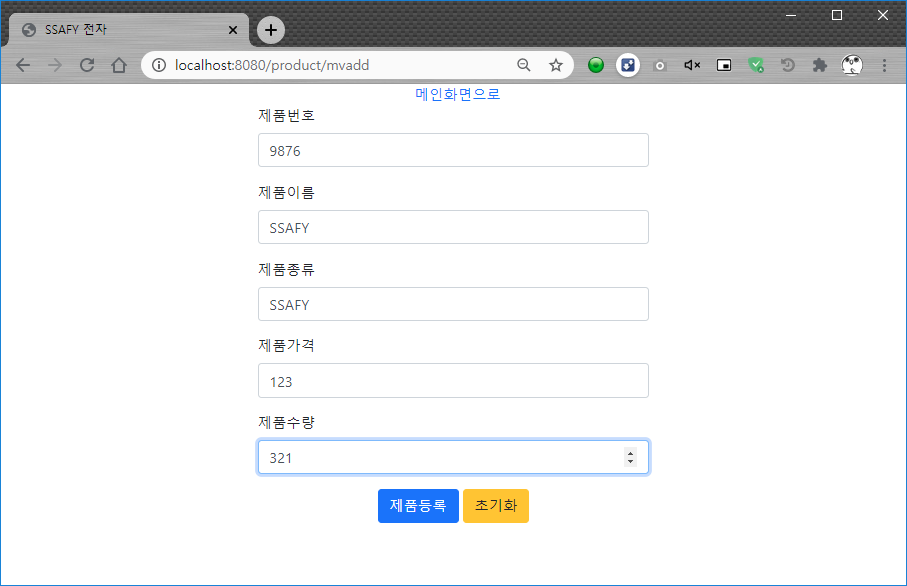 SSAFY 전자
localhost:8080/product/mvadd
메인화면으로
제품번호
9876
제품이름
SSAFY
제품종류
SSAFY
제품가격
123
제품수량
321
제품등록 초기화